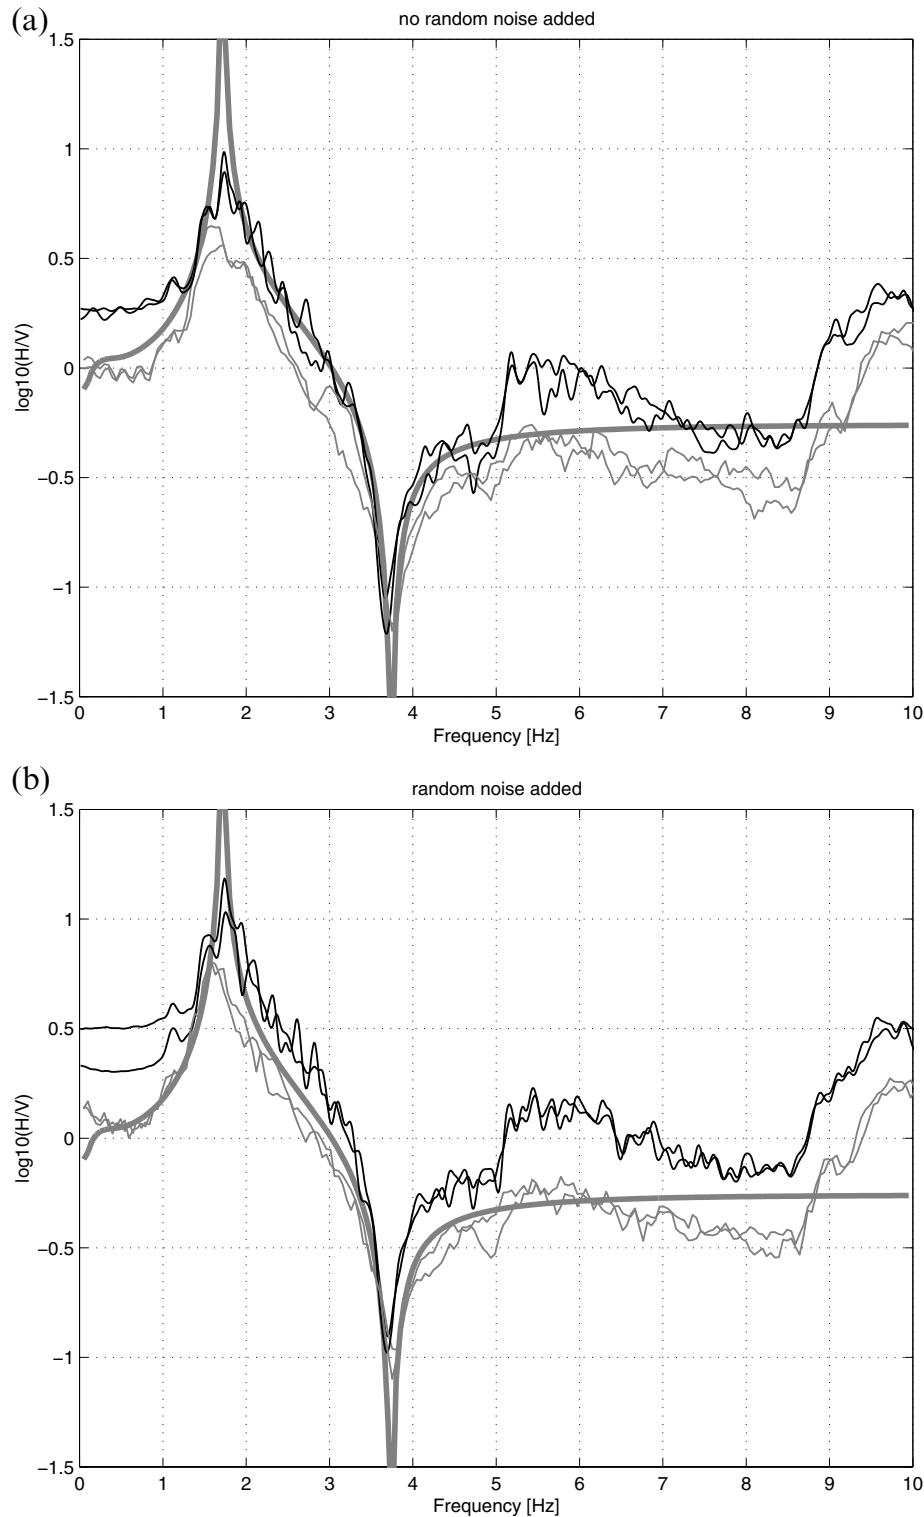 (a)
no random noise added
1.5
1
0.5
0
−0.5
−1
−1.5
log10(H/V)
0 1 2 3 4 5 6 7 8 9 10
Frequency [Hz]
(b)
random noise added
1.5
1
0.5
0
−0.5
−1
−1.5
log10(H/V)
0 1 2 3 4 5 6 7 8 9 10
Frequency [Hz]